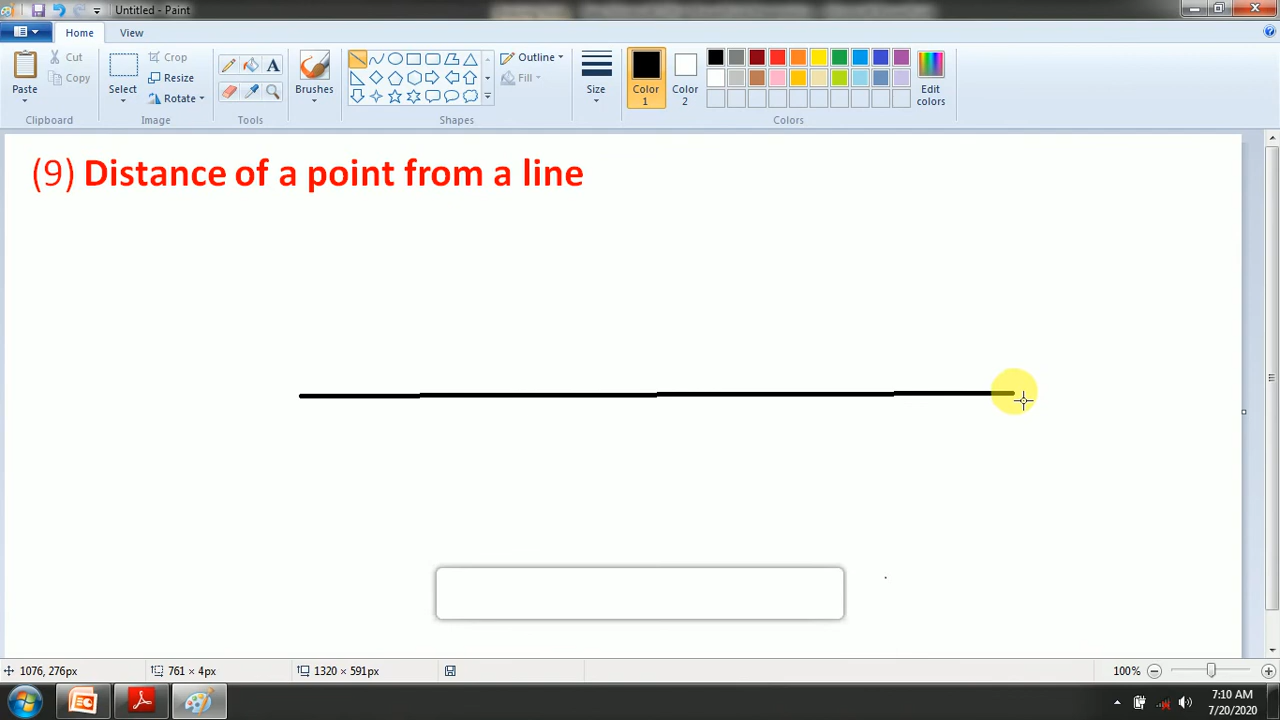 Untitled - Paint
Home View
Paste
Cut
Copy
Clipboard
Select
Crop
Resize
Rotate
Image
Tools
Brushes
Outline
Fill
Shapes
Size
Color 1
Color 2
Edit colors
Colors
(9) Distance of a point from a line
1076, 276px
761 × 4px
1320 × 591px
100%
7:10 AM
7/20/2020